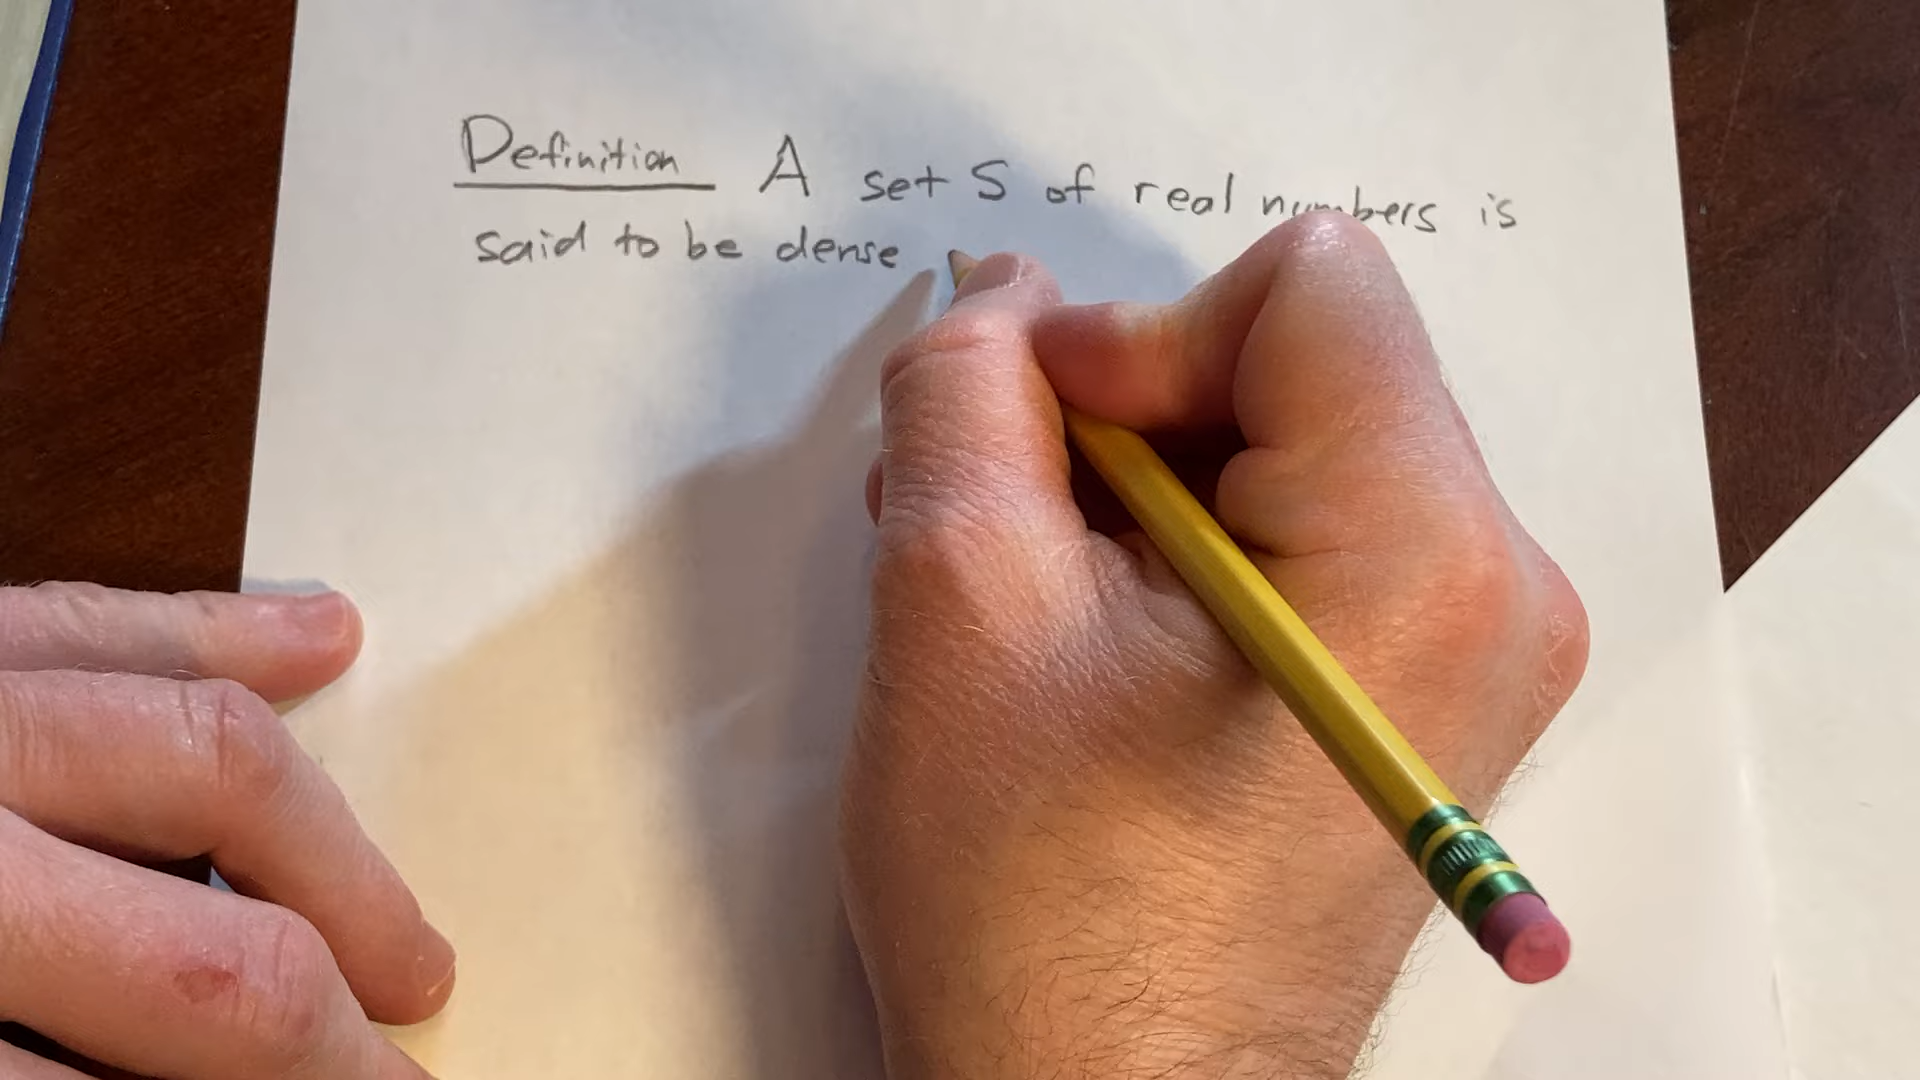 Definition A set S of real numbers is
said to be dense